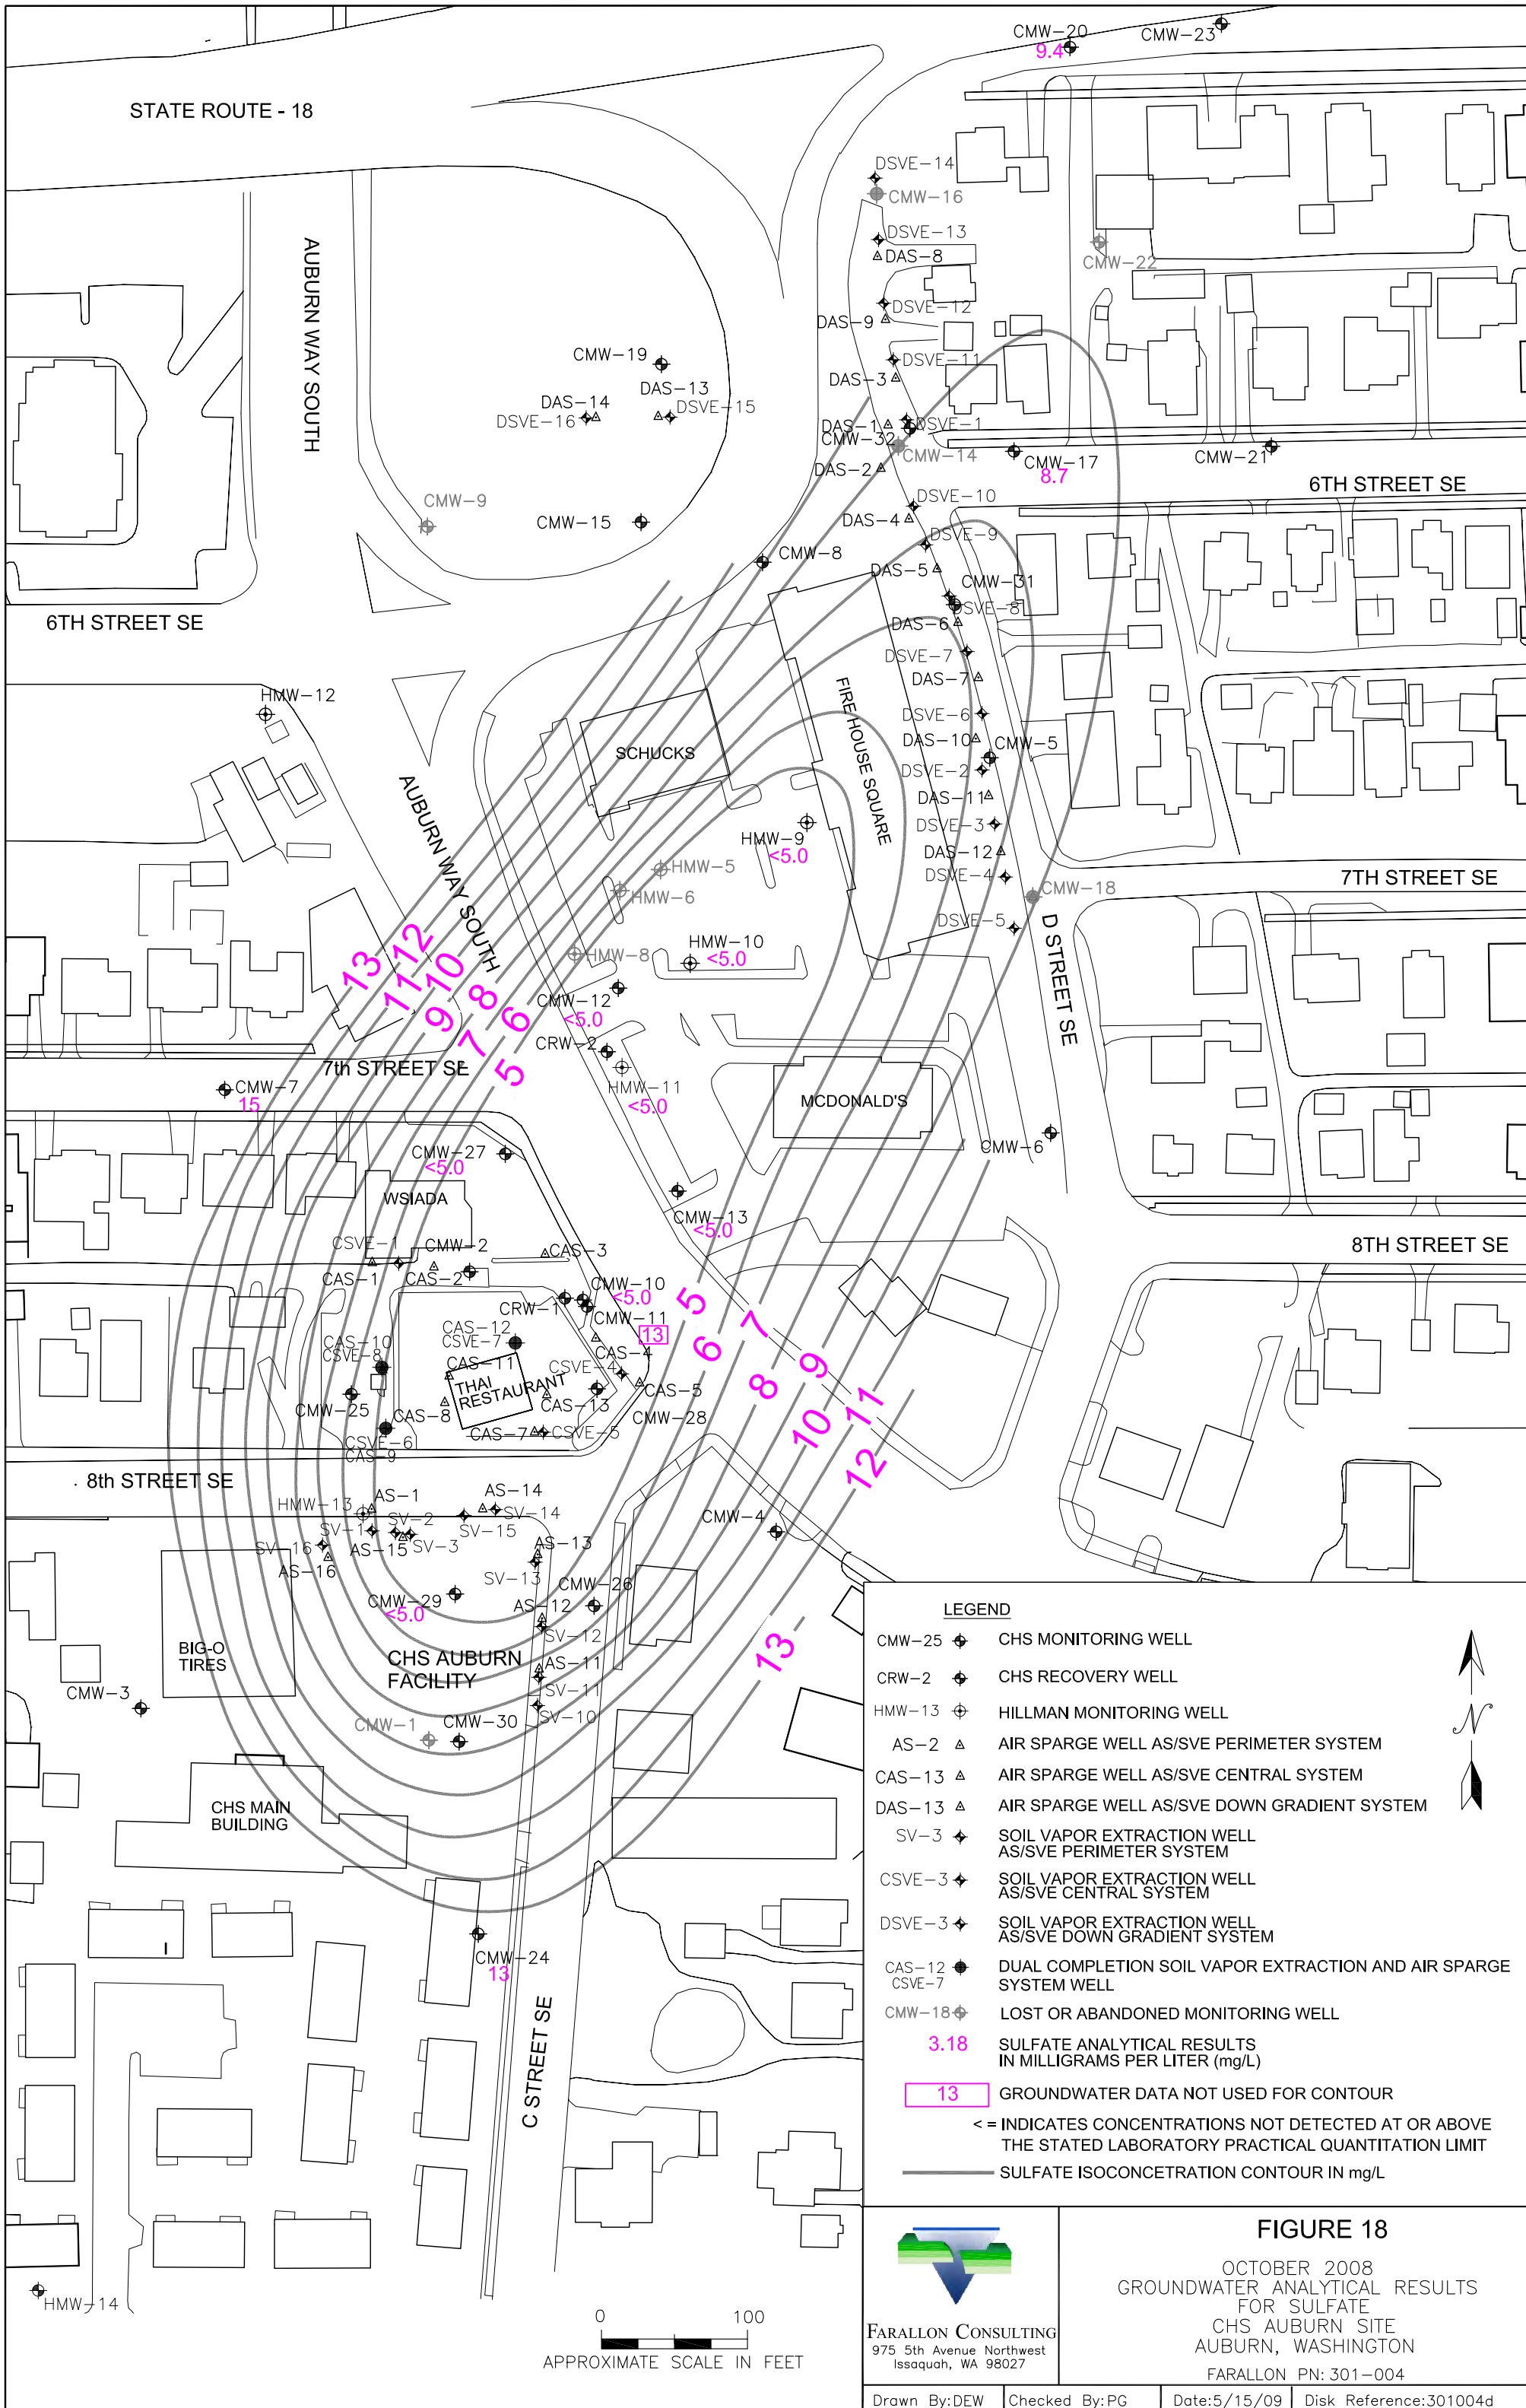 CMW-20
9.4
CMW-23
STATE ROUTE - 18
DSVE-14
CMW-16
AUBURN WAY SOUTH
DSVE-13
DAS-8
CMW-22
DSVE-12
DAS-9
CMW-19
DSVE-11
DAS-3
DAS-13
DAS-14
DSVE-16
DSVE-15
DAS-1
DSVE-1
CMW-32
CMW-14
CMW-17
8.7
CMW-21
DAS-2
6TH STREET SE
CMW-9
CMW-15
DSVE-10
DAS-4
DSVE-9
CMW-8
DAS-5
CMW-31
DSVE-8
6TH STREET SE
DAS-6
DSVE-7
DAS-7
HMW-12
FIRE HOUSE SQUARE
DSVE-6
SCHUCKS
DAS-10
CMW-5
DSVE-2
AUBURN WAY SOUTH
DAS-11
DSVE-3
HMW-9
<5.0
DAS-12
HMW-5
DSVE-4
7TH STREET SE
HMW-6
CMW-18
DSVE-5
13
12
11
10
9
8
7
6
5
HMW-8
HMW-10
<5.0
D STREET SE
CMW-12
<5.0
CRW-2
7th STREET SE
HMW-11
<5.0
CMW-7
15
MCDONALD'S
CMW-6
CMW-27
<5.0
WSIADA
CMW-13
<5.0
8TH STREET SE
CSVE-1
CMW-2
CAS-3
CAS-1
CAS-2
CMW-10
<5.0
CRW-1
CMW-11
13
CAS-12
CSVE-7
CAS-10
CSVE-8
CAS-4
CAS-11
CSVE-4
THAI
RESTAURANT
CAS-5
CAS-13
CMW-25
CAS-8
CMW-28
CAS-7
CSVE-5
CSVE-6
CAS-9
5
6
7
8
9
10
11
12
13
8th STREET SE
HMW-13
AS-1
AS-14
SV-14
SV-1
SV-2
SV-15
SV-16
AS-15
SV-3
AS-16
AS-13
SV-13
CMW-4
CMW-29
<5.0
CMW-26
AS-12
SV-12
BIG-O
TIRES
CHS AUBURN
FACILITY
AS-11
SV-11
CMW-3
SV-10
CMW-1
CMW-30
CHS MAIN
BUILDING
CMW-24
13
C STREET SE
HMW-14
0 100
APPROXIMATE SCALE IN FEET
LEGEND
CMW-25 CHS MONITORING WELL
CRW-2 CHS RECOVERY WELL
HMW-13 HILLMAN MONITORING WELL
AS-2 AIR SPARGE WELL AS/SVE PERIMETER SYSTEM
CAS-13 AIR SPARGE WELL AS/SVE CENTRAL SYSTEM
DAS-13 AIR SPARGE WELL AS/SVE DOWN GRADIENT SYSTEM
SV-3 SOIL VAPOR EXTRACTION WELL
AS/SVE PERIMETER SYSTEM
CSVE-3 SOIL VAPOR EXTRACTION WELL
AS/SVE CENTRAL SYSTEM
DSVE-3 SOIL VAPOR EXTRACTION WELL
AS/SVE DOWN GRADIENT SYSTEM
CAS-12 DUAL COMPLETION SOIL VAPOR EXTRACTION AND AIR SPARGE
CSVE-7 SYSTEM WELL
CMW-18 LOST OR ABANDONED MONITORING WELL
3.18 SULFATE ANALYTICAL RESULTS
IN MILLIGRAMS PER LITER (mg/L)
13 GROUNDWATER DATA NOT USED FOR CONTOUR
< = INDICATES CONCENTRATIONS NOT DETECTED AT OR ABOVE
THE STATED LABORATORY PRACTICAL QUANTITATION LIMIT
SULFATE ISOCONCETRATION CONTOUR IN mg/L
N
FARALLON CONSULTING
975 5th Avenue Northwest
Issaquah, WA 98027
FIGURE 18
OCTOBER 2008
GROUNDWATER ANALYTICAL RESULTS
FOR SULFATE
CHS AUBURN SITE
AUBURN, WASHINGTON
FARALLON PN: 301-004
Drawn By:DEW Checked By:PG Date:5/15/09 Disk Reference:301004d